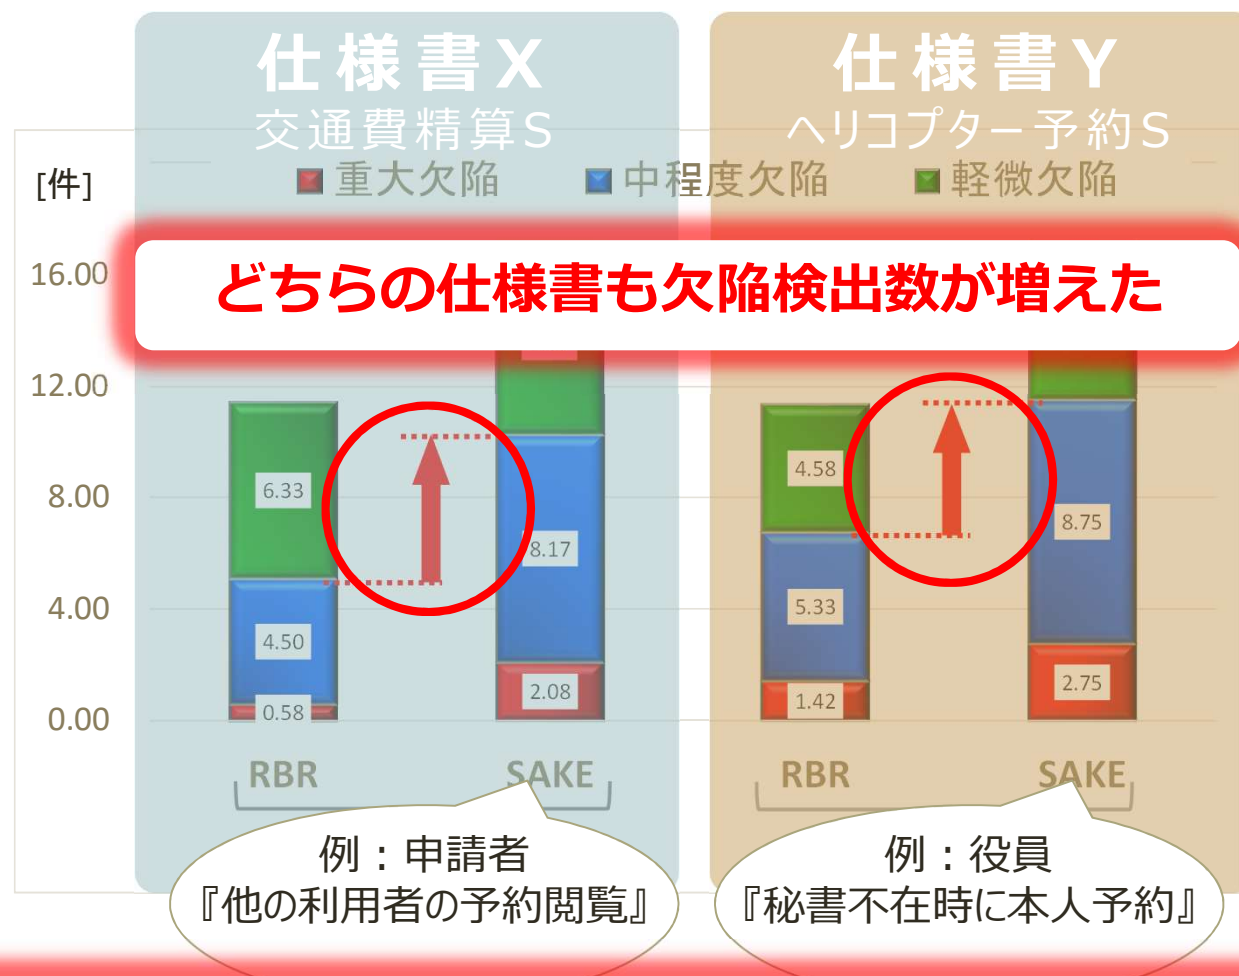 仕様書X
交通費精算S
仕様書Y
ヘリコプター予約S
[件]
重大欠陥
中程度欠陥
軽微欠陥
どちらの仕様書も欠陥検出数が増えた
16.00
12.00
8.00
4.00
0.00
6.33
4.50
0.58
8.17
2.08
4.58
5.33
1.42
8.75
2.75
RBR
SAKE
RBR
SAKE
例：申請者
『他の利用者の予約閲覧』
例：役員
『秘書不在時に本人予約』